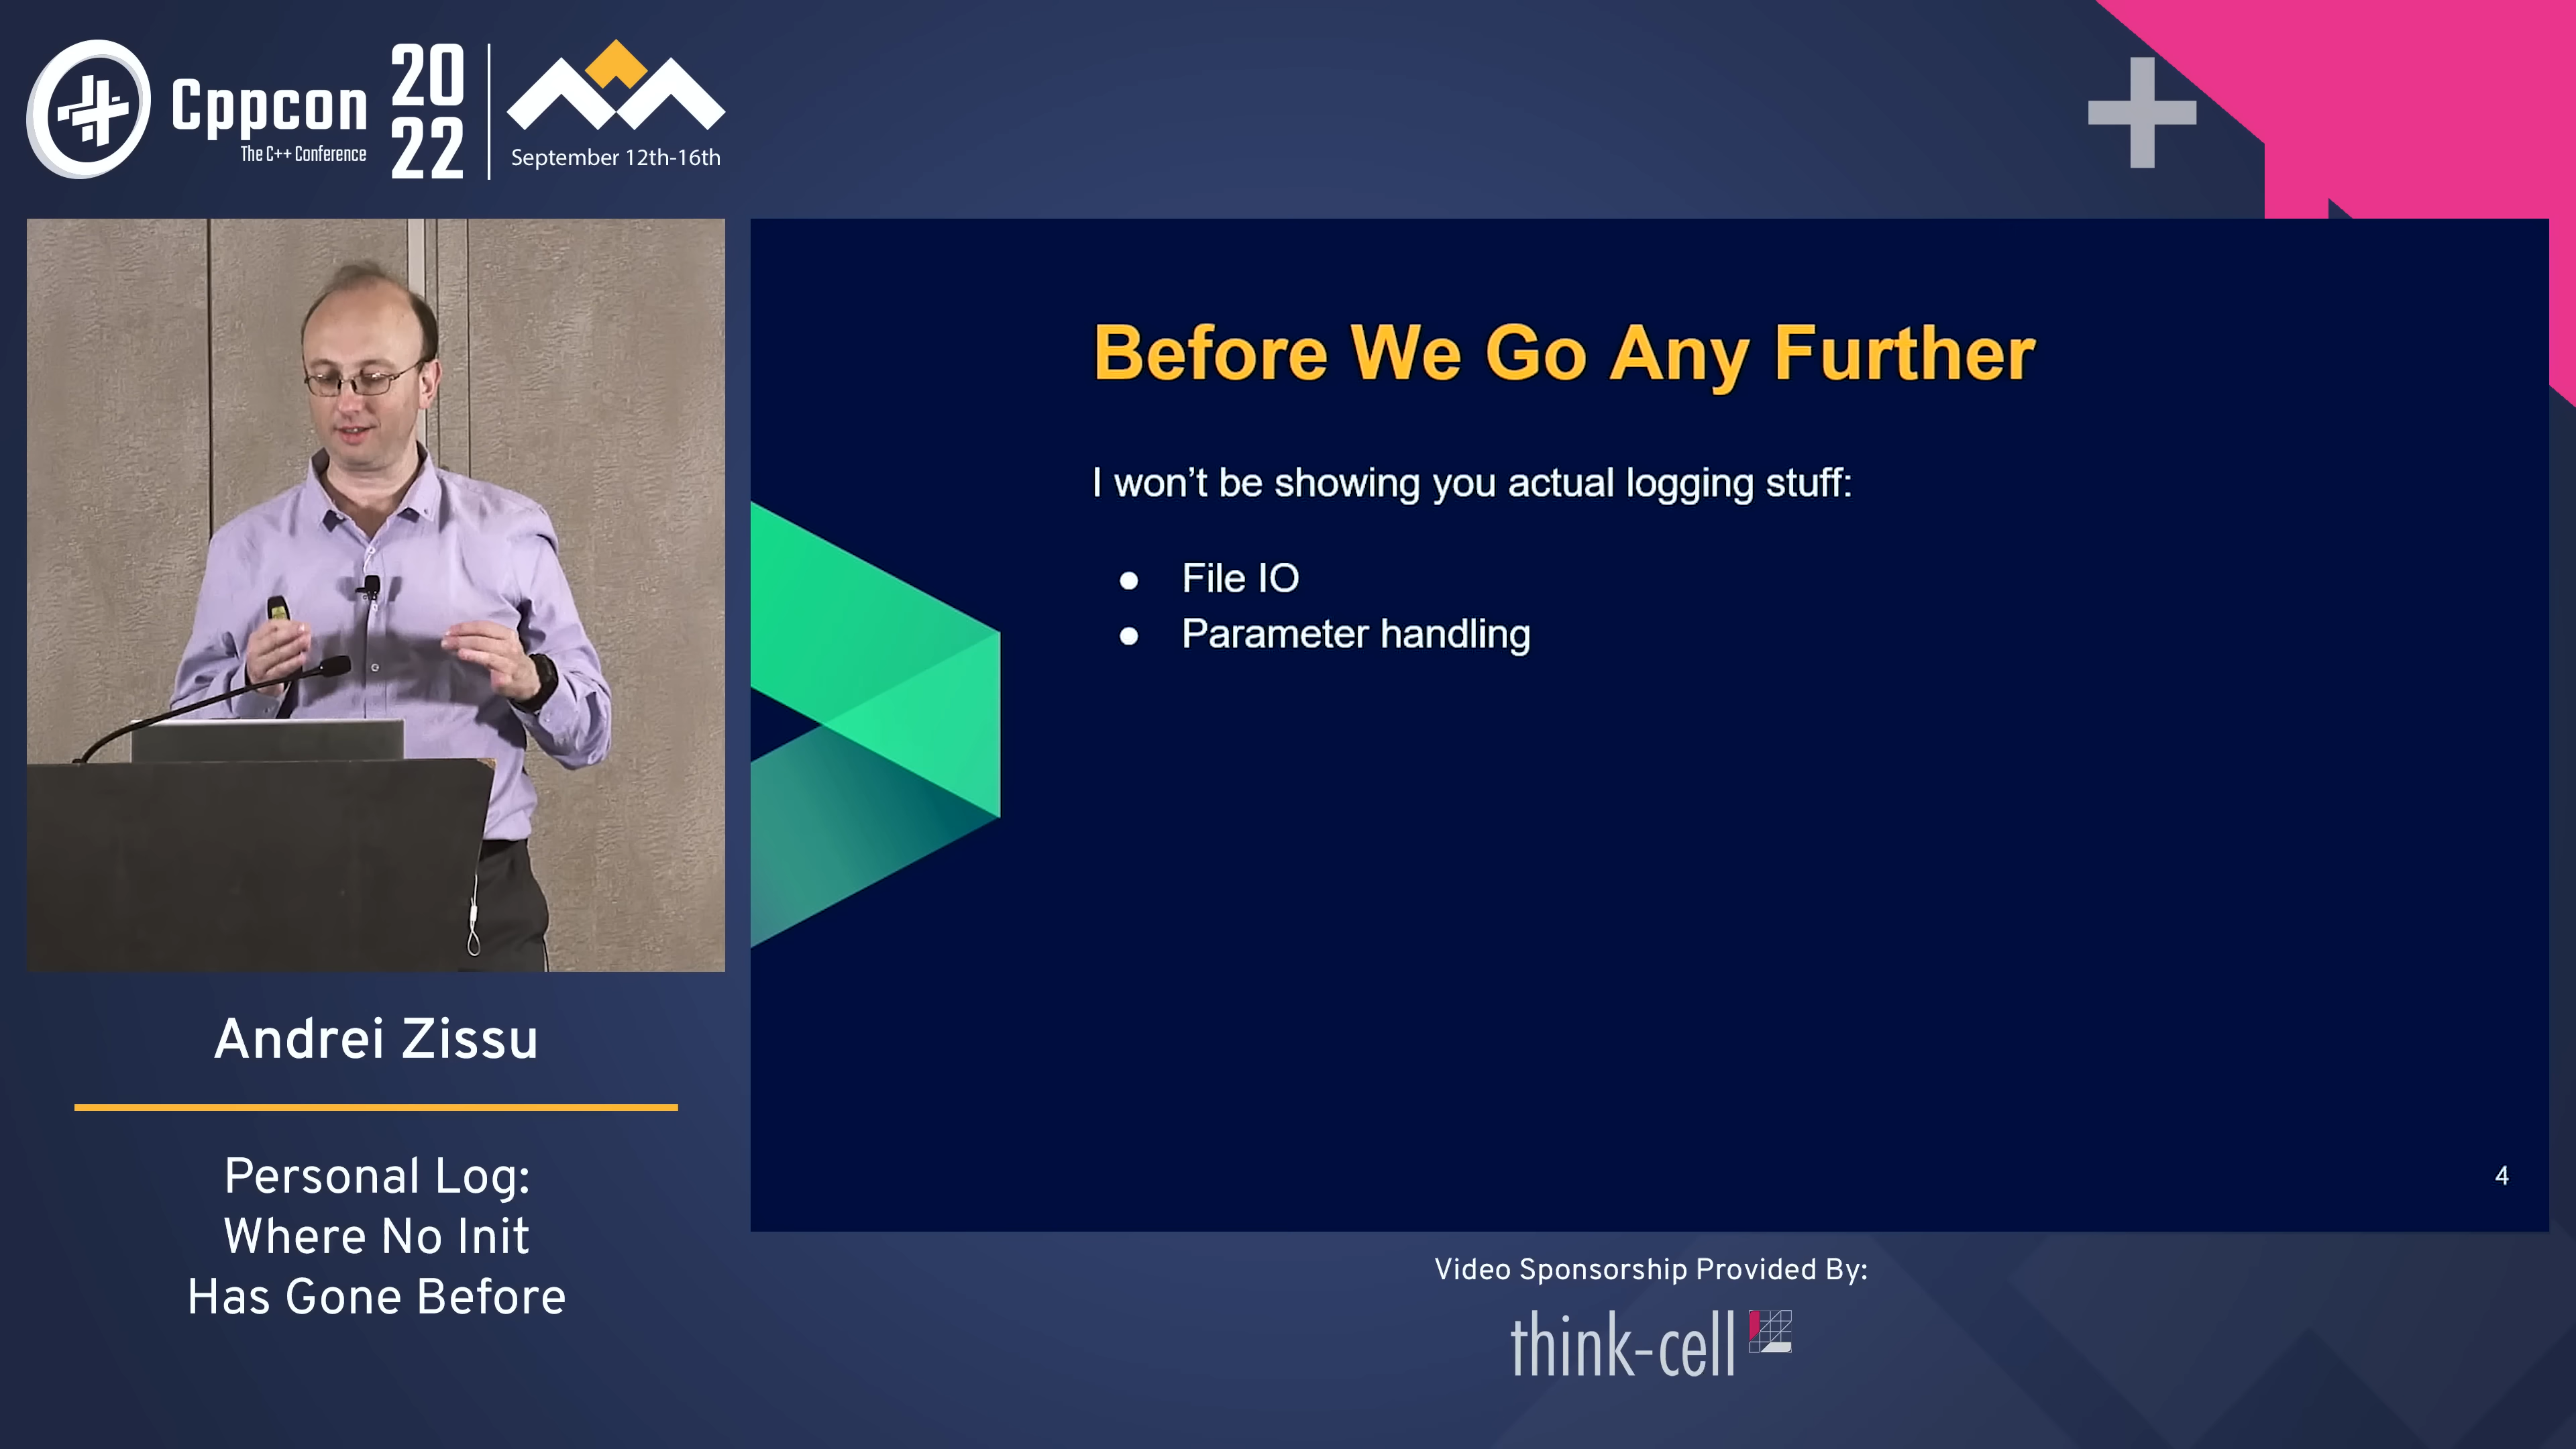 Cppcon
The C++ Conference
20
22
September 12th-16th
Before We Go Any Further
I won't be showing you actual logging stuff:
● File IO
● Parameter handling
4
Andrei Zissu
Personal Log:
Where No Init
Has Gone Before
Video Sponsorship Provided By:
think-cell